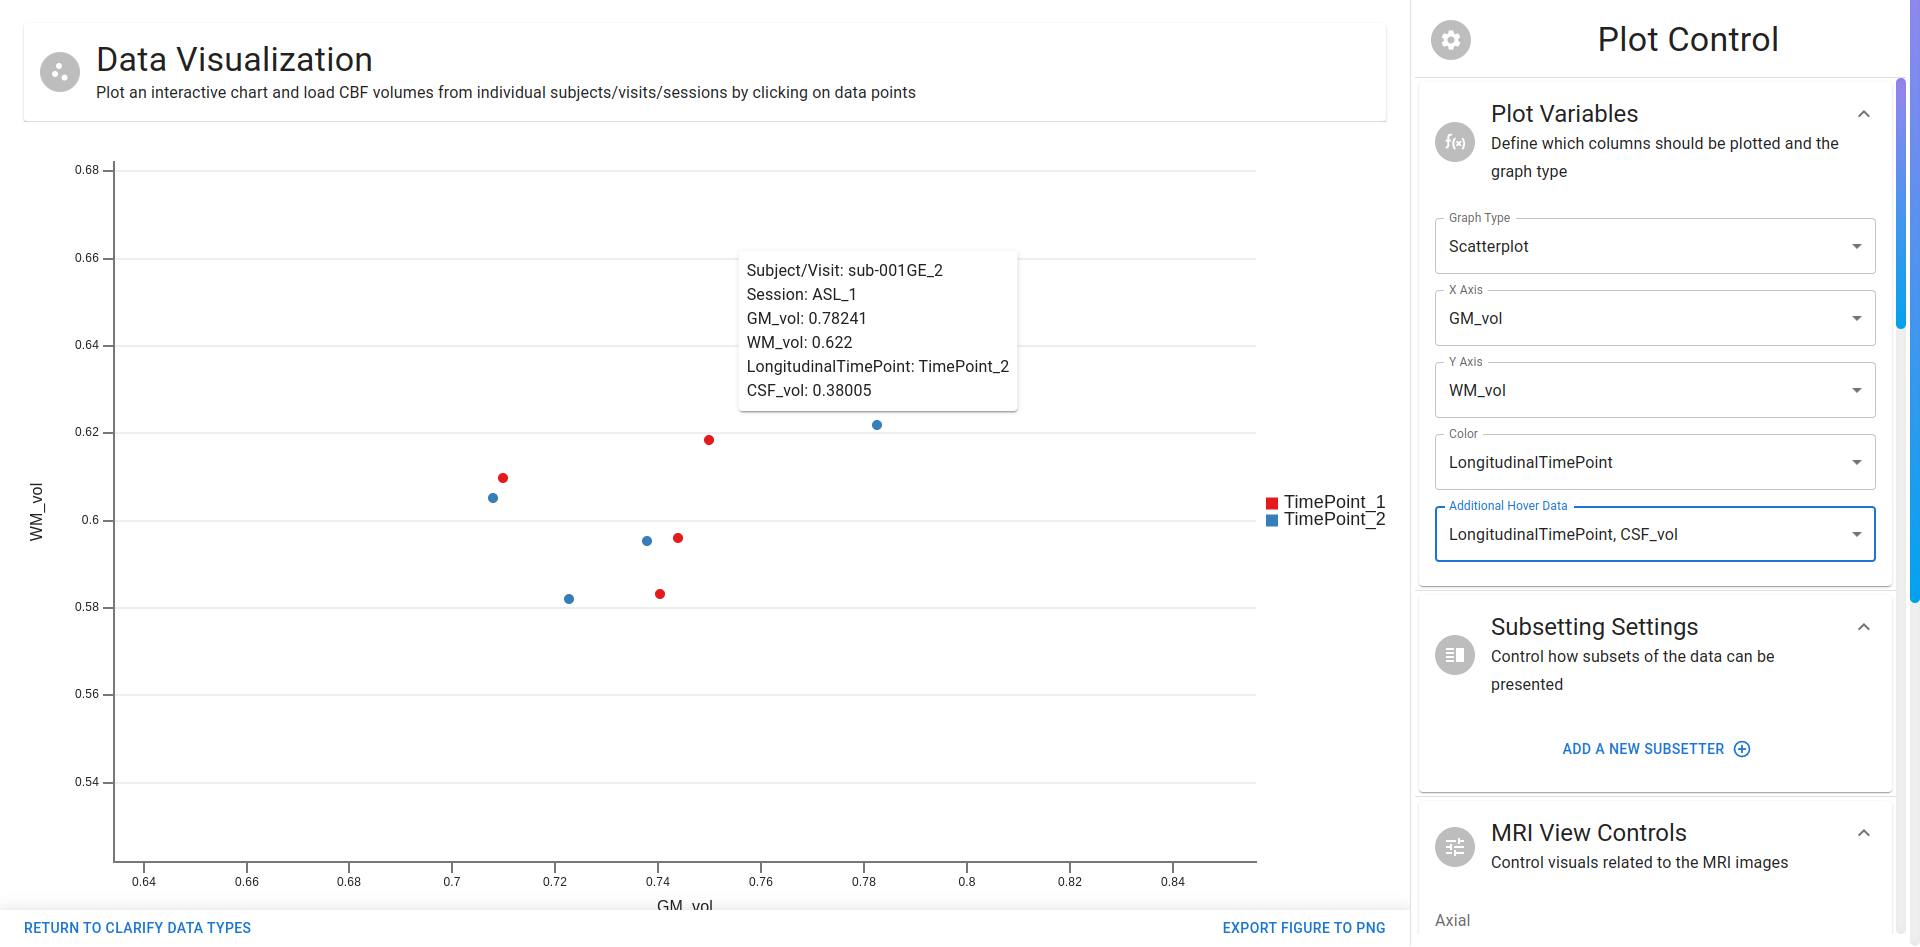 Data Visualization
Plot an interactive chart and load CBF volumes from individual subjects/visits/sessions by clicking on data points
0.68
0.66
0.64
0.62
0.6
0.58
0.56
0.54
WM_vol
Subject/Visit: sub-001GE_2
Session: ASL_1
GM_vol: 0.78241
WM_vol: 0.622
LongitudinalTimePoint: TimePoint_2
CSF_vol: 0.38005
TimePoint_1
TimePoint_2
0.64 0.66 0.68 0.7 0.72 0.74 0.76 0.78 0.8 0.82 0.84
GM_vol
RETURN TO CLARIFY DATA TYPES
EXPORT FIGURE TO PNG
Plot Control
f(x)
Plot Variables
Define which columns should be plotted and the
graph type
Graph Type
Scatterplot
X Axis
GM_vol
Y Axis
WM_vol
Color
LongitudinalTimePoint
Additional Hover Data
LongitudinalTimePoint, CSF_vol
Subsetting Settings
Control how subsets of the data can be
presented
ADD A NEW SUBSETTER
MRI View Controls
Control visuals related to the MRI images
Axial